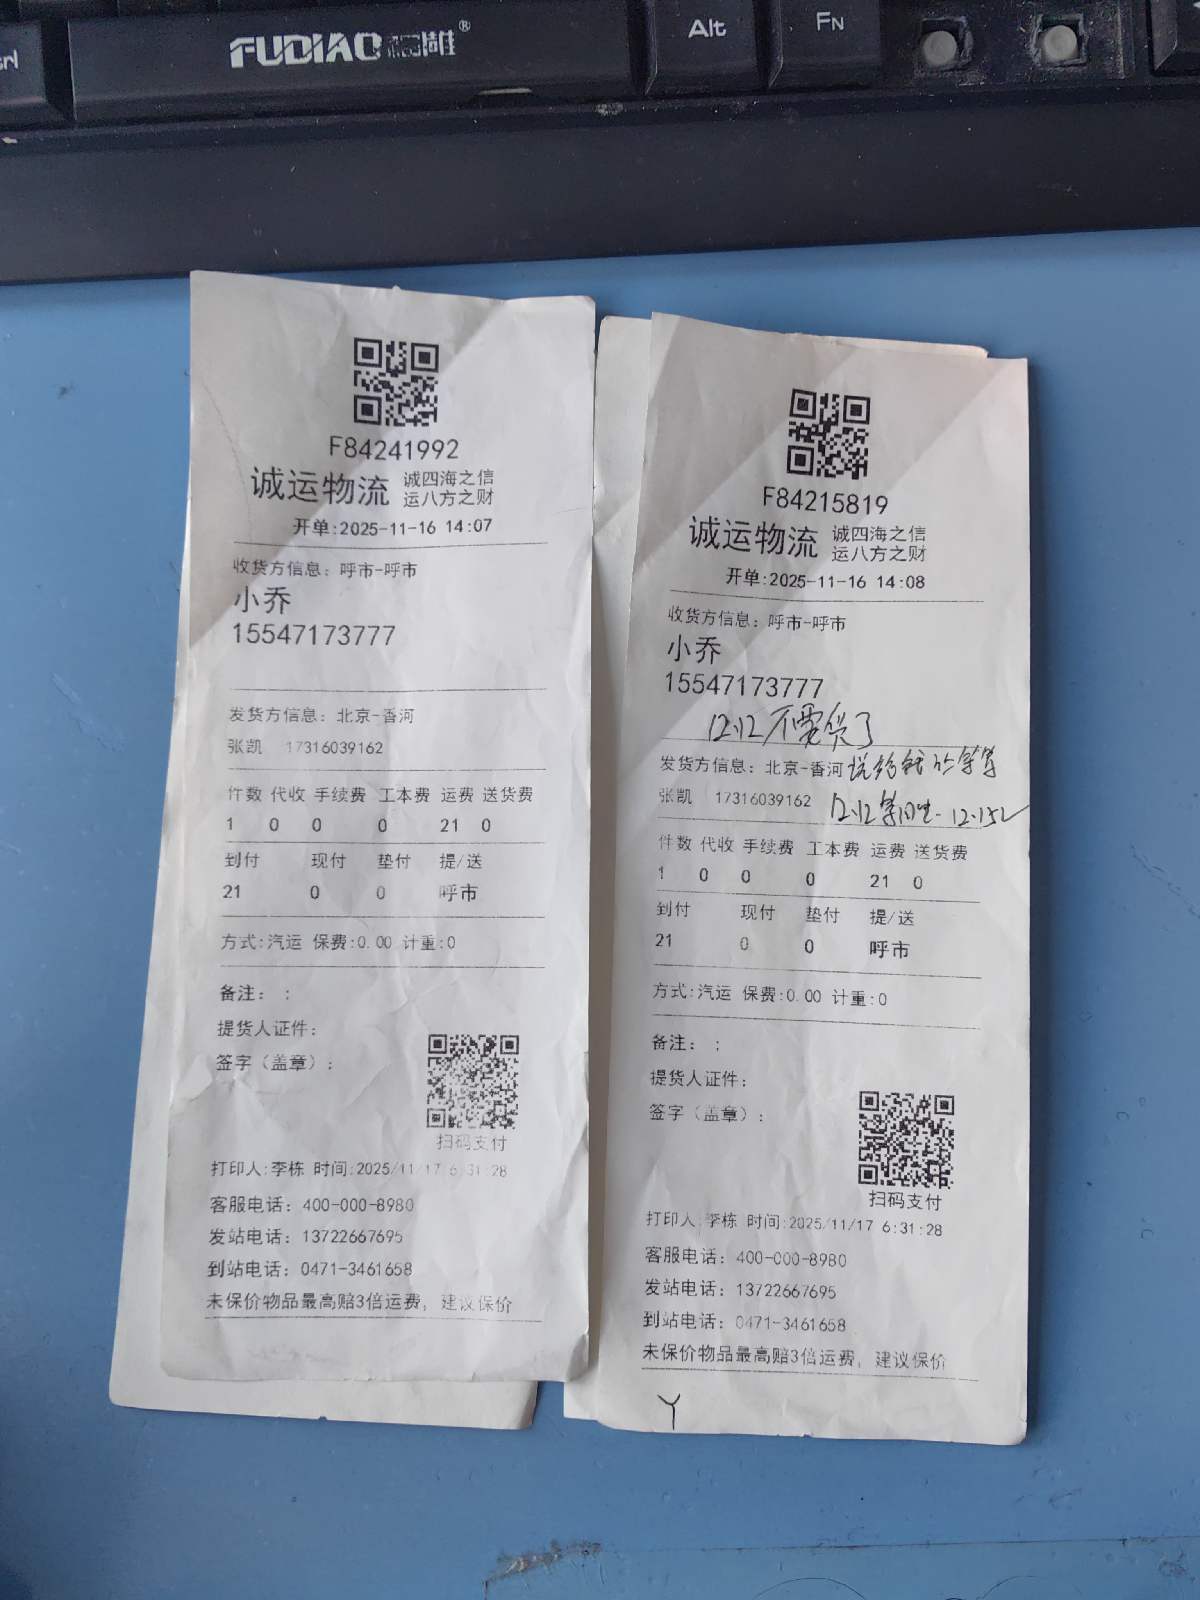 FUDIAO
Alt
FN
F84241992
诚运物流 诚四海之信
运八方之财
开单:2025-11-16 14:07
收货方信息：呼市-呼市
小乔
15547173777
发货方信息：北京-香河
张凯 17316039162
件数 代收 手续费 工本费 运费 送货费
1 0 0 0 21 0
到付 现付 垫付 提/送
21 0 0 呼市
方式:汽运 保费:0.00 计重:0
备注： ;
提货人证件：
签字（盖章）：
扫码支付
打印人:李栋 时间:2025/11/17 6:31:28
客服电话：400-000-8980
发站电话：13722667695
到站电话：0471-3461658
未保价物品最高赔3倍运费，建议保价
F84215819
诚运物流 诚四海之信
运八方之财
开单:2025-11-16 14:08
收货方信息：呼市-呼市
小乔
15547173777
12.12 不要货了
发货方信息：北京-香河
张凯 17316039162 12.12 12.15
件数 代收 手续费 工本费 运费 送货费
1 0 0 0 21 0
到付 现付 垫付 提/送
21 0 0 呼市
方式:汽运 保费:0.00 计重:0
备注： ;
提货人证件：
签字（盖章）：
扫码支付
打印人:李栋 时间:2025/11/17 6:31:28
客服电话：400-000-8980
发站电话：13722667695
到站电话：0471-3461658
未保价物品最高赔3倍运费，建议保价
Y